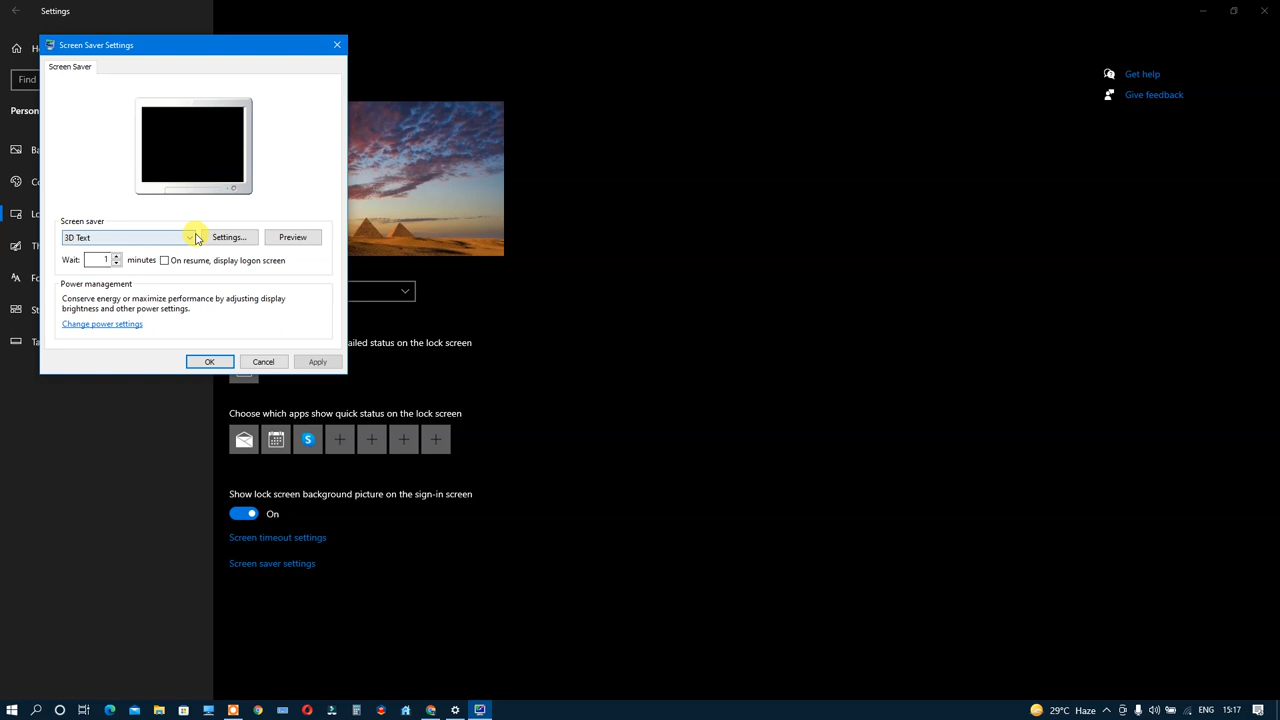 Settings
Screen Saver Settings
Screen Saver
Find
Get help
Give feedback
Screen saver
3D Text
Settings...
Preview
Wait:
1
minutes
On resume, display logon screen
Power management
Conserve energy or maximize performance by adjusting display
brightness and other power settings.
Change power settings
OK
Cancel
Apply
status on the lock screen
Choose which apps show quick status on the lock screen
S
Show lock screen background picture on the sign-in screen
On
Screen timeout settings
Screen saver settings
29°C Haze
ENG
15:17